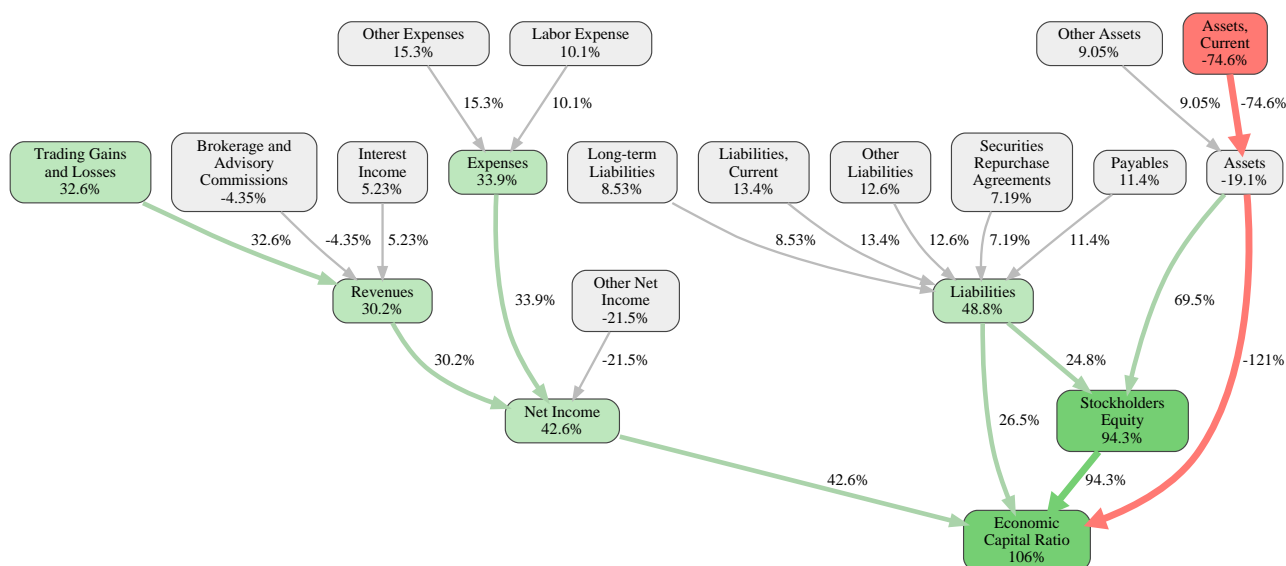 Other Expenses
15.3%
Labor Expense
10.1%
Other Assets
9.05%
Assets,
Current
-74.6%
15.3%
10.1%
9.05%
-74.6%
Trading Gains
and Losses
32.6%
Brokerage and
Advisory
Commissions
-4.35%
Interest
Income
5.23%
Expenses
33.9%
Long-term
Liabilities
8.53%
Liabilities,
Current
13.4%
Other
Liabilities
12.6%
Securities
Repurchase
Agreements
7.19%
Payables
11.4%
Assets
-19.1%
32.6%
-4.35%
5.23%
8.53%
13.4%
12.6%
7.19%
11.4%
Revenues
30.2%
33.9%
Other Net
Income
-21.5%
Liabilities
48.8%
69.5%
30.2%
-21.5%
24.8%
-121%
Net Income
42.6%
26.5%
Stockholders
Equity
94.3%
42.6%
94.3%
Economic
Capital Ratio
106%